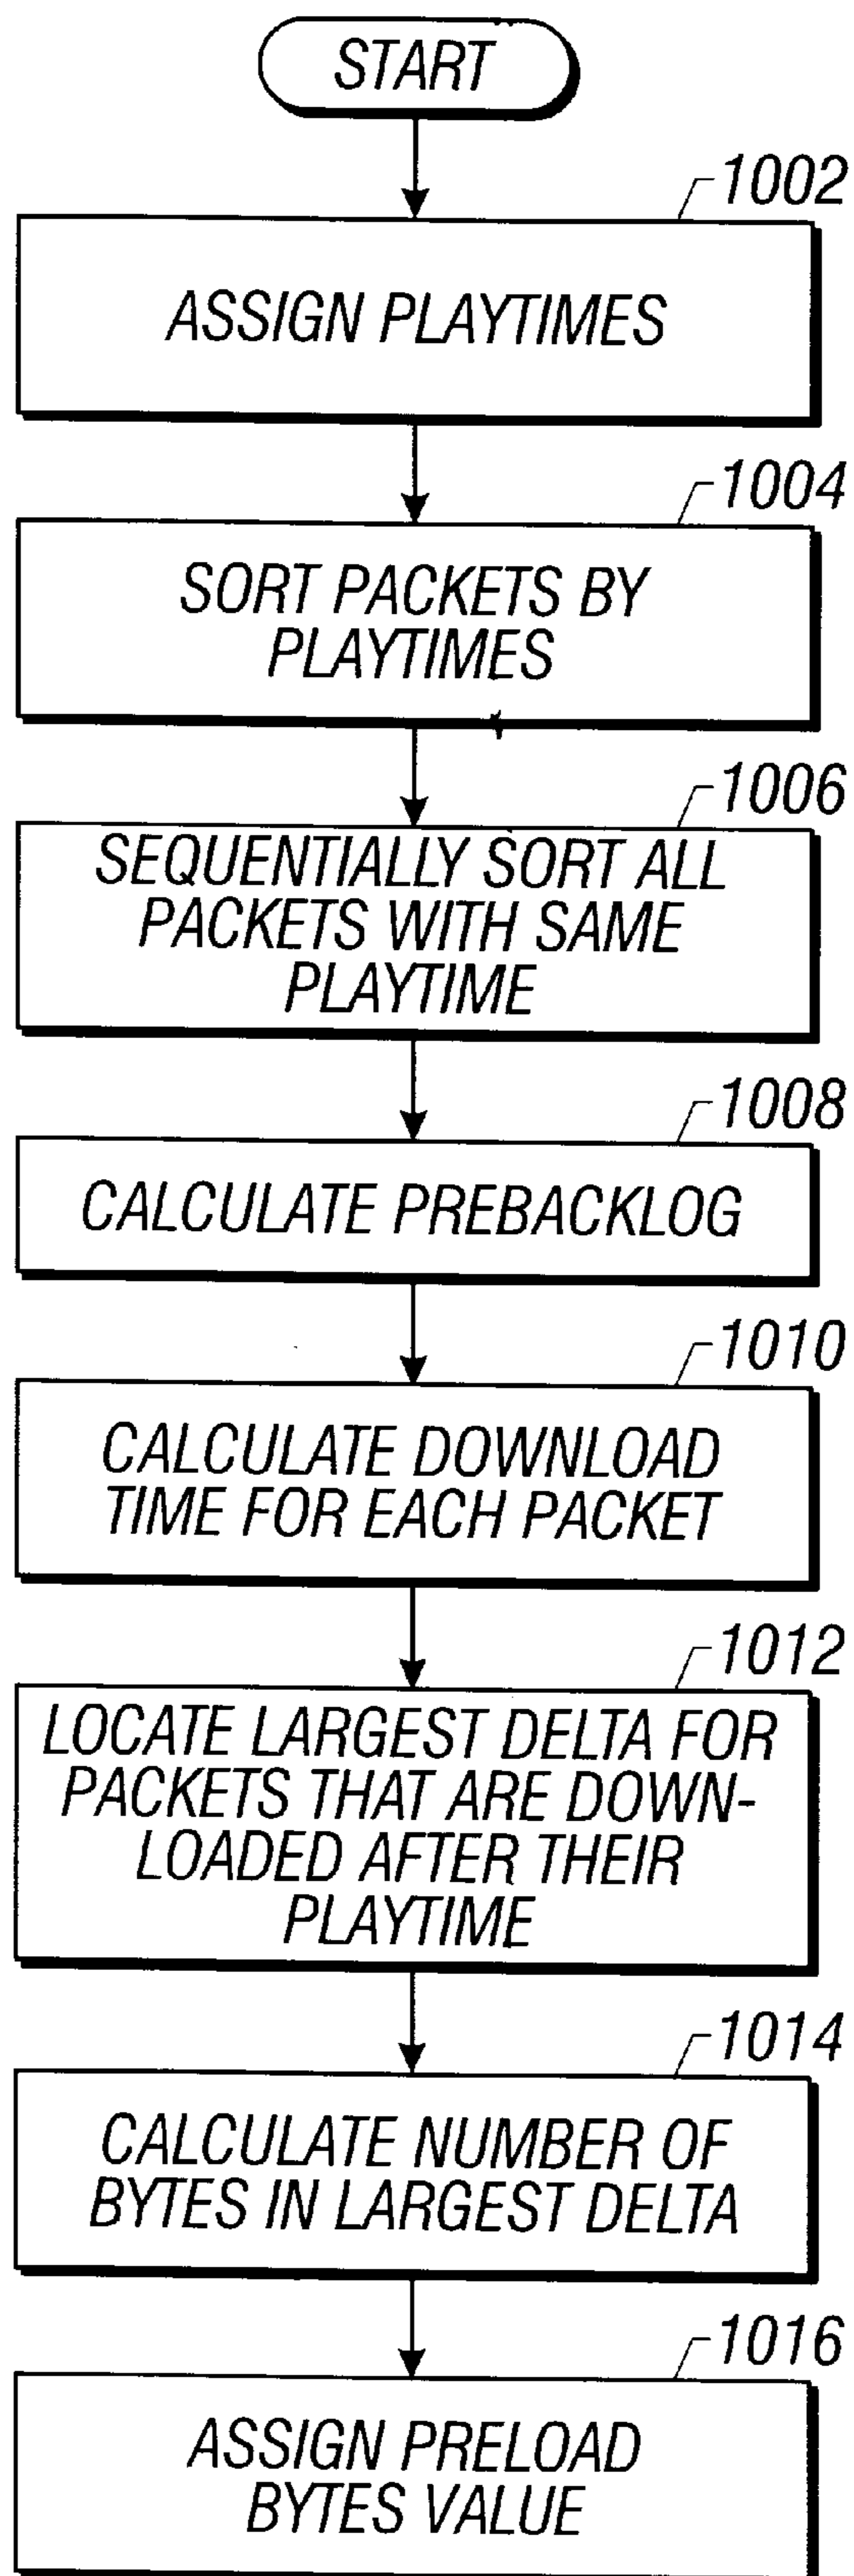 START
1002
ASSIGN PLAYTIMES
1004
SORT PACKETS BY
PLAYTIMES
1006
SEQUENTIALLY SORT ALL
PACKETS WITH SAME
PLAYTIME
1008
CALCULATE PREBACKLOG
1010
CALCULATE DOWNLOAD
TIME FOR EACH PACKET
1012
LOCATE LARGEST DELTA FOR
PACKETS THAT ARE DOWN-
LOADED AFTER THEIR
PLAYTIME
1014
CALCULATE NUMBER OF
BYTES IN LARGEST DELTA
1016
ASSIGN PRELOAD
BYTES VALUE